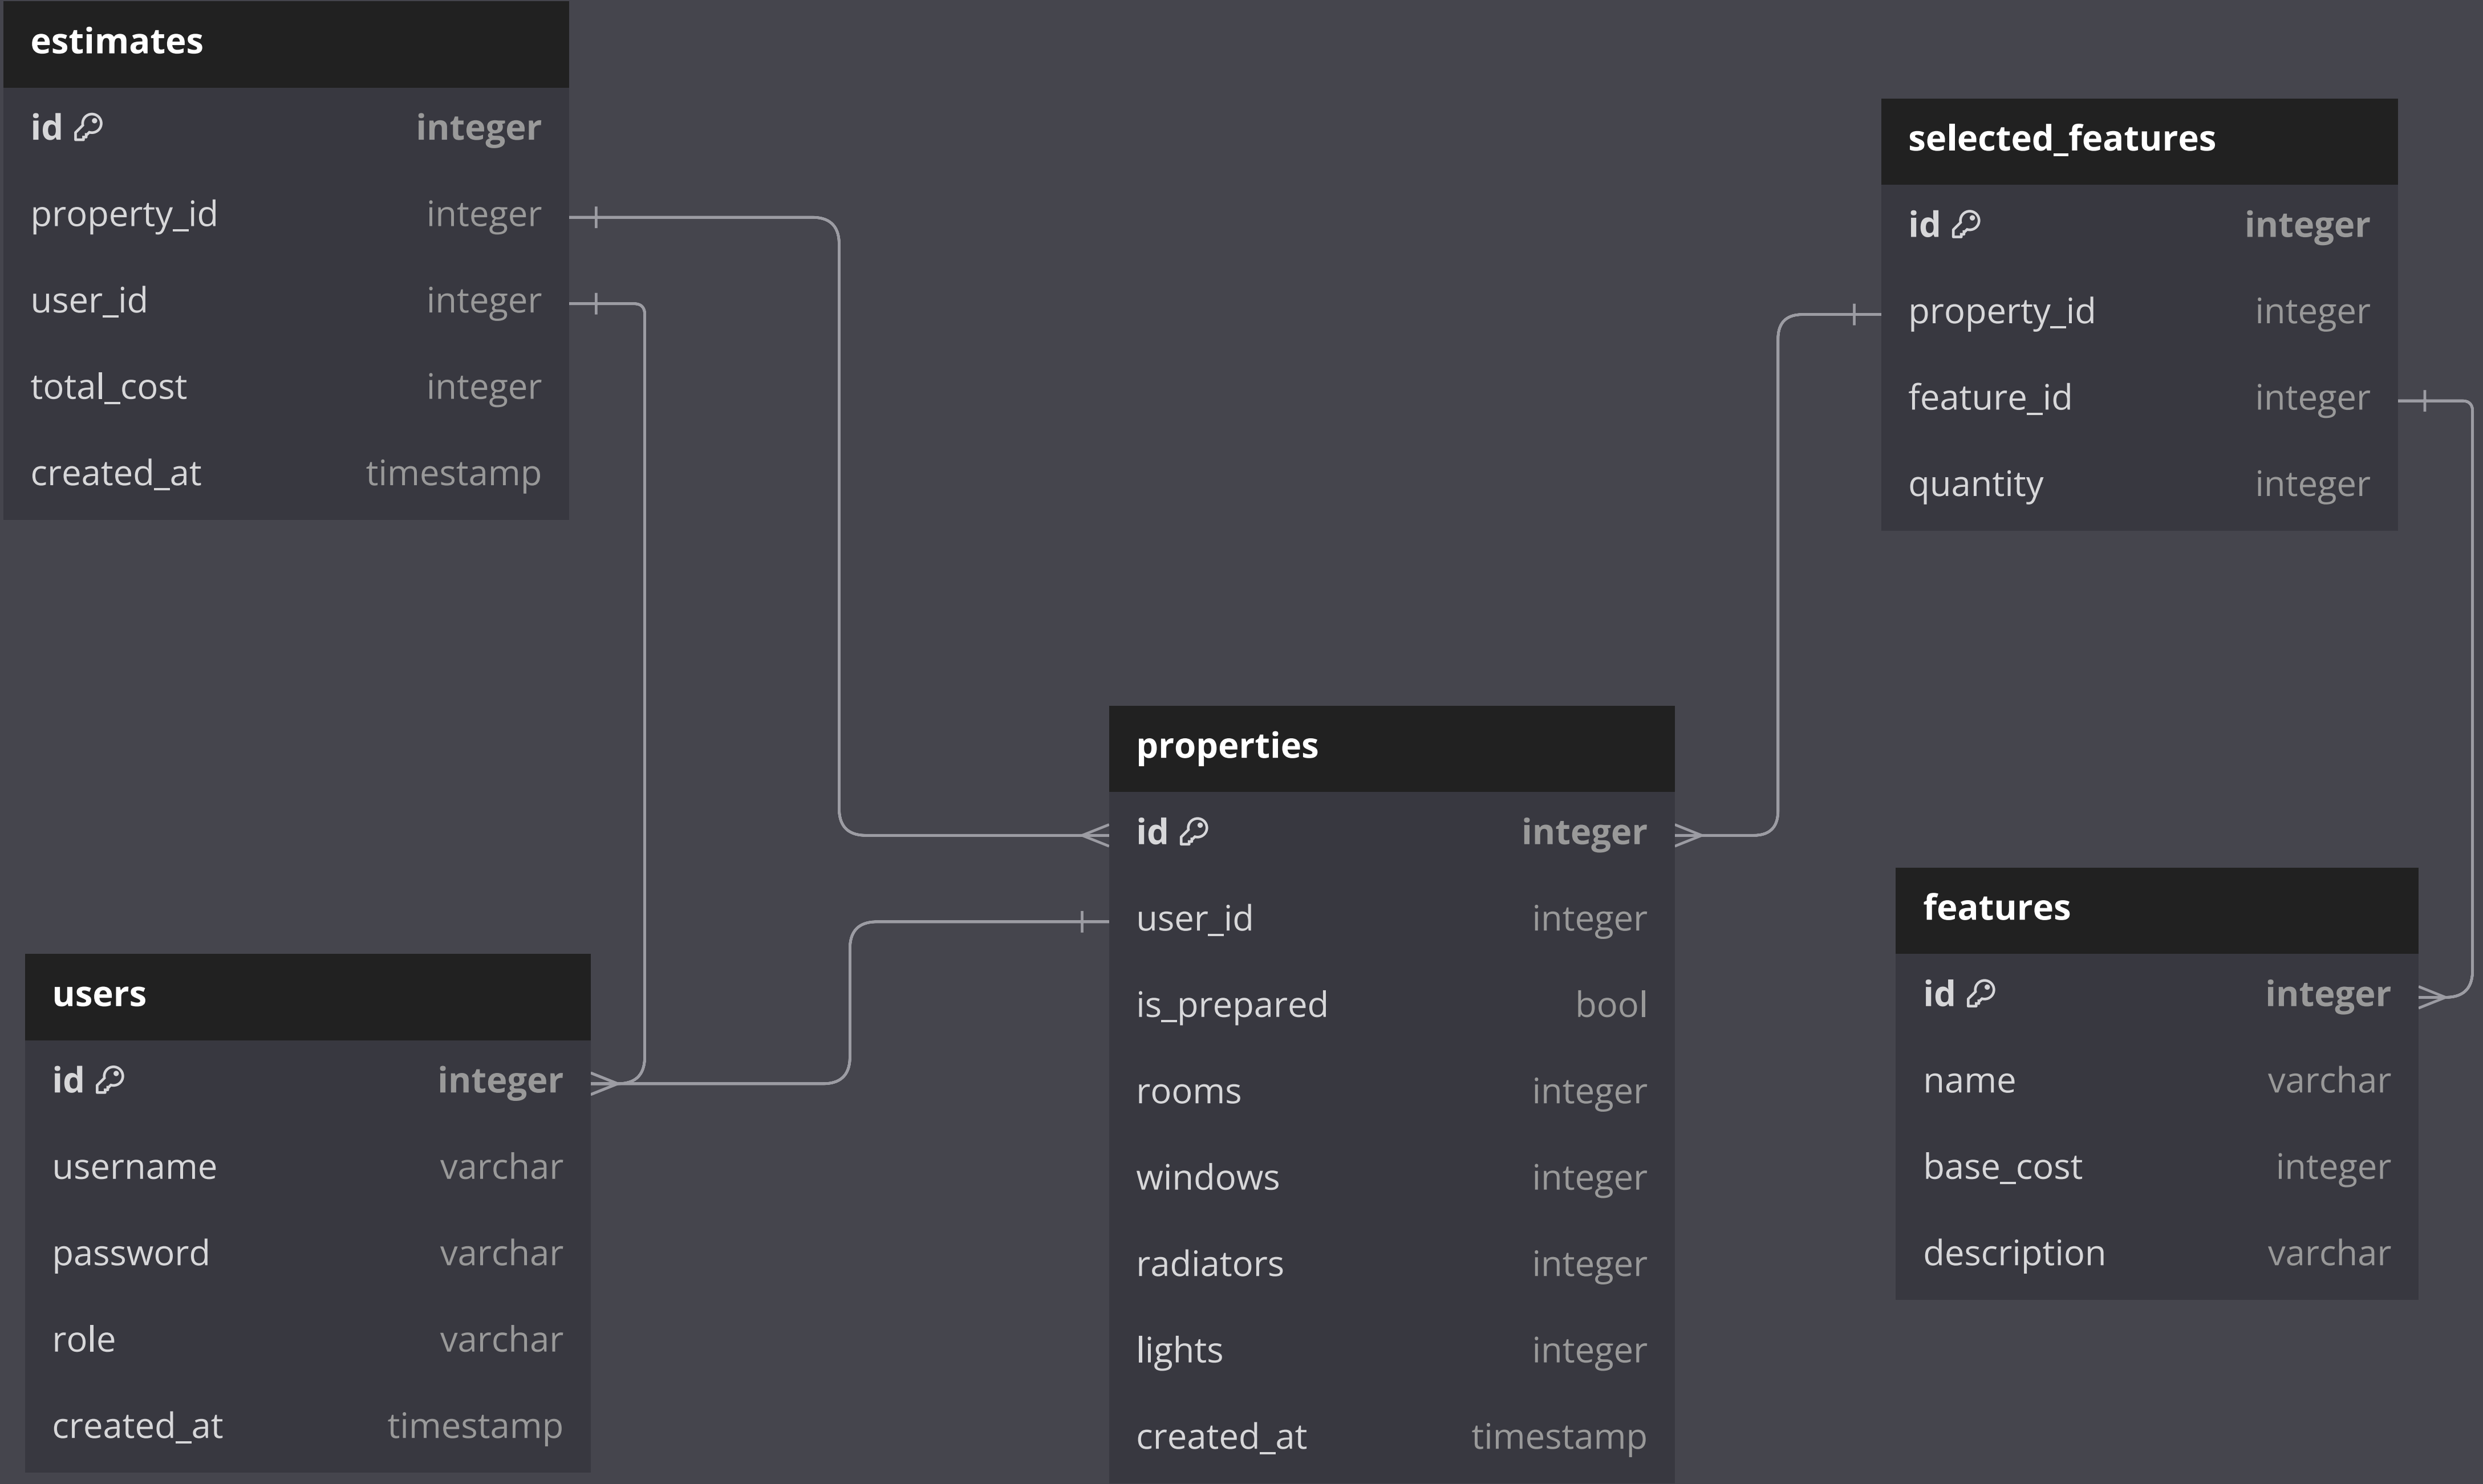 estimates
id integer
property_id integer
user_id integer
total_cost integer
created_at timestamp
selected_features
id integer
property_id integer
feature_id integer
quantity integer
properties
id integer
user_id integer
is_prepared bool
rooms integer
windows integer
radiators integer
lights integer
created_at timestamp
features
id integer
name varchar
base_cost integer
description varchar
users
id integer
username varchar
password varchar
role varchar
created_at timestamp